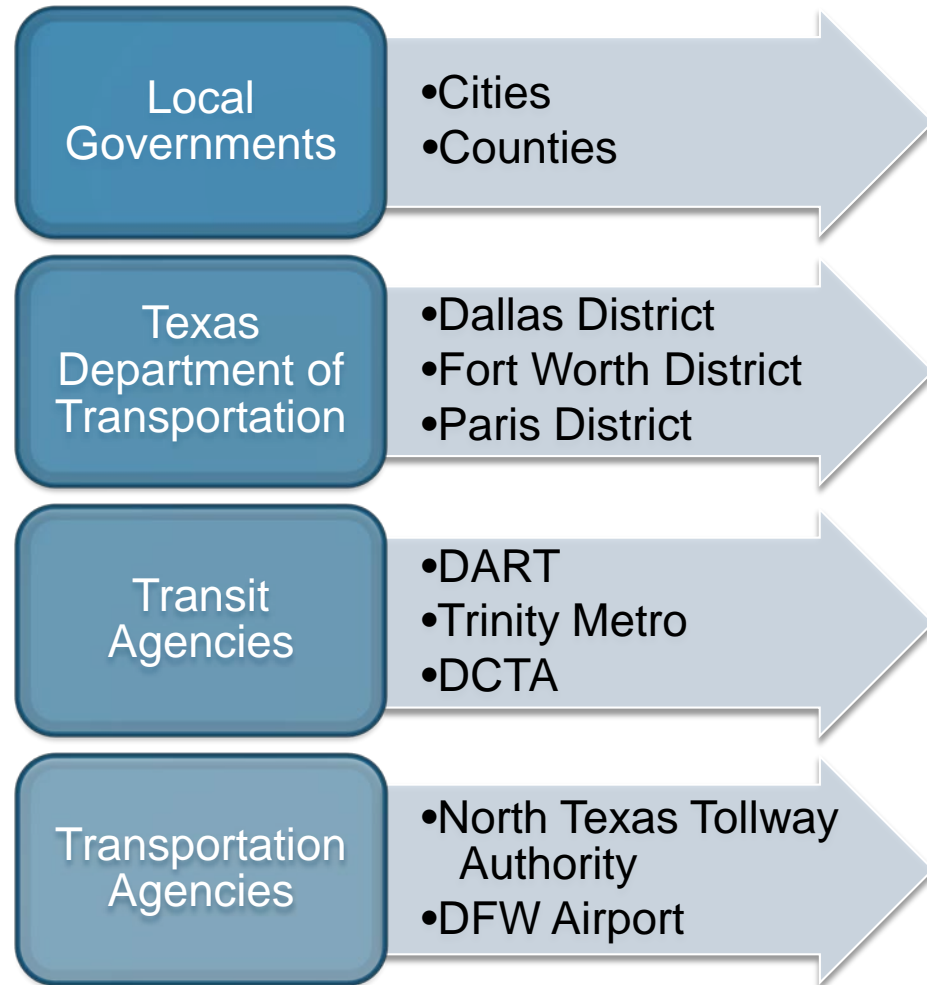 Local
Governments
•Cities
•Counties
Texas
Department of
Transportation
•Dallas District
•Fort Worth District
•Paris District
Transit
Agencies
•DART
•Trinity Metro
•DCTA
Transportation
Agencies
•North Texas Tollway
Authority
•DFW Airport